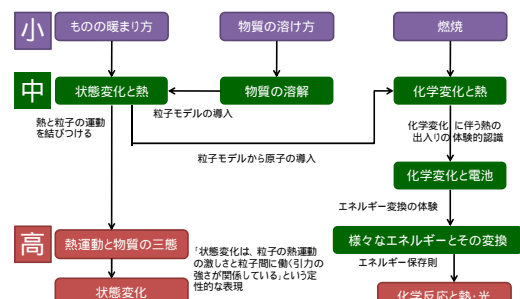 小
ものの暖まり方
物質の溶け方
燃焼
中
状態変化と熱
物質の溶解
化学変化と熱
粒子モデルの導入
熱と粒子の運動
を結びつける
化学変化 に伴う熱の
出入りの体験的認識
粒子モデルから原子の導入
化学変化と電池
エネルギー変換の体験
高
熱運動と物質の三態
様々なエネルギーとその変換
「状態変化は、粒子の熱運動
の激しさと粒子間に働く引力の
強さが関係している」という定
性的な表現
エネルギー保存則
状態変化
化学反応と熱・光